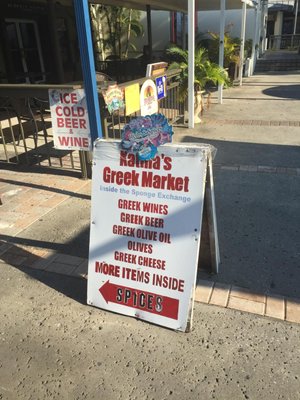 ICE
COLD
BEER &
WINE
Greek Market
Inside the Sponge Exchange
GREEK WINES
GREEK BEER
GREEK OLIVE OIL
OLIVES
GREEK CHEESE
MORE ITEMS INSIDE
SPICES